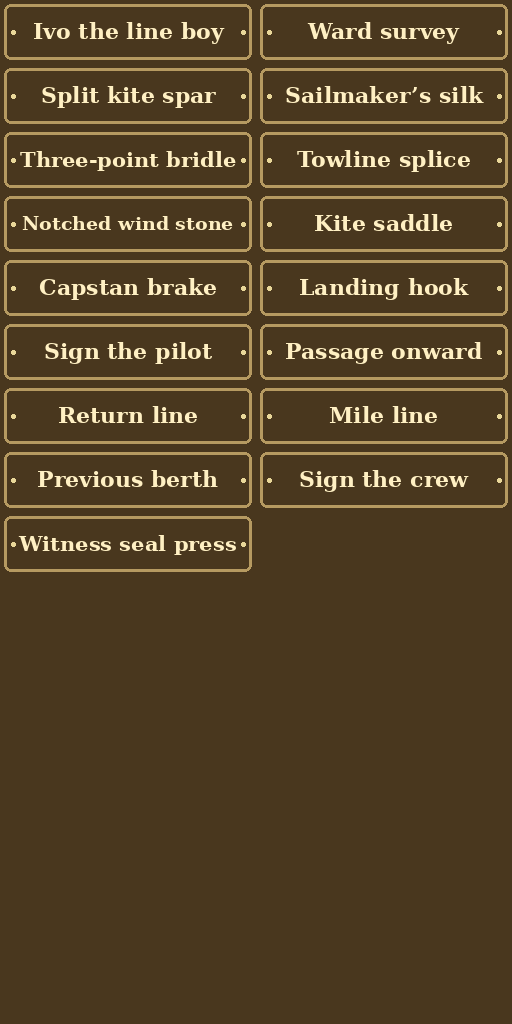 Ivo the line boy
Ward survey
Split kite spar
Sailmaker’s silk
Three-point bridle
Towline splice
Notched wind stone
Kite saddle
Capstan brake
Landing hook
Sign the pilot
Passage onward
Return line
Mile line
Previous berth
Sign the crew
Witness seal press